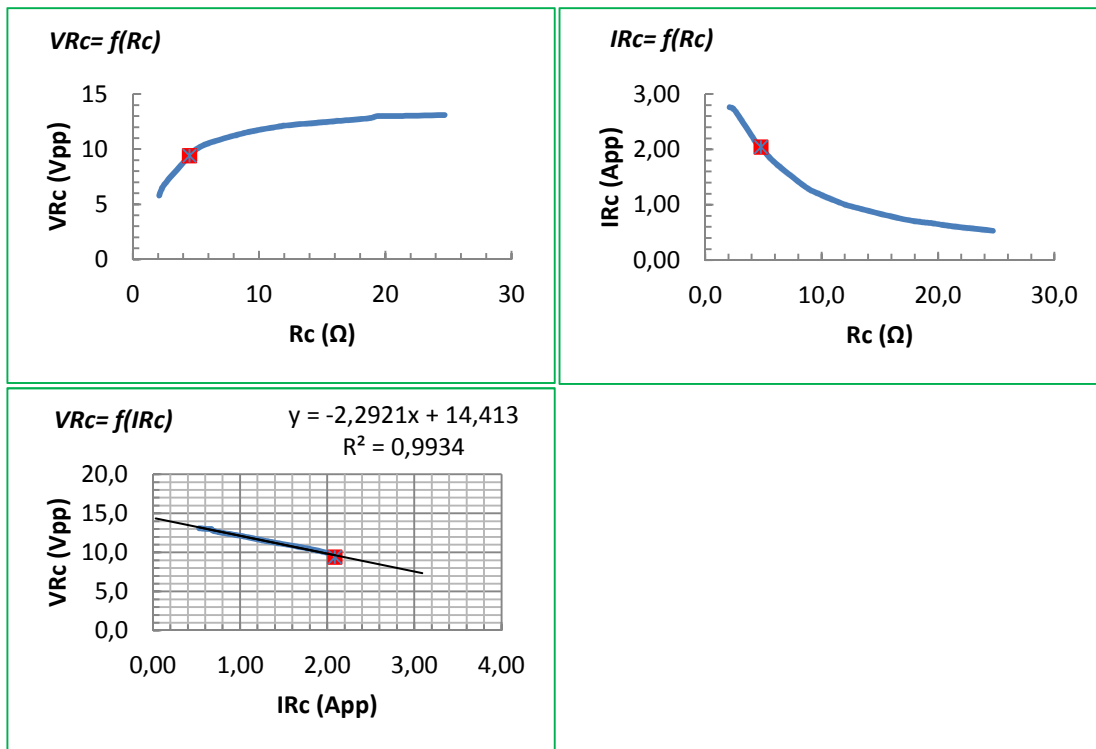 VRc= f(Rc)
VRc (Vpp)
15
10
5
0
0 10 20 30
Rc (Ω)
IRc= f(Rc)
IRc (App)
3,00
2,00
1,00
0,00
0,0 10,0 20,0 30,0
Rc (Ω)
VRc= f(IRc)
y = -2,2921x + 14,413
R² = 0,9934
VRc (Vpp)
20,0
15,0
10,0
5,0
0,0
0,00 1,00 2,00 3,00 4,00
IRc (App)